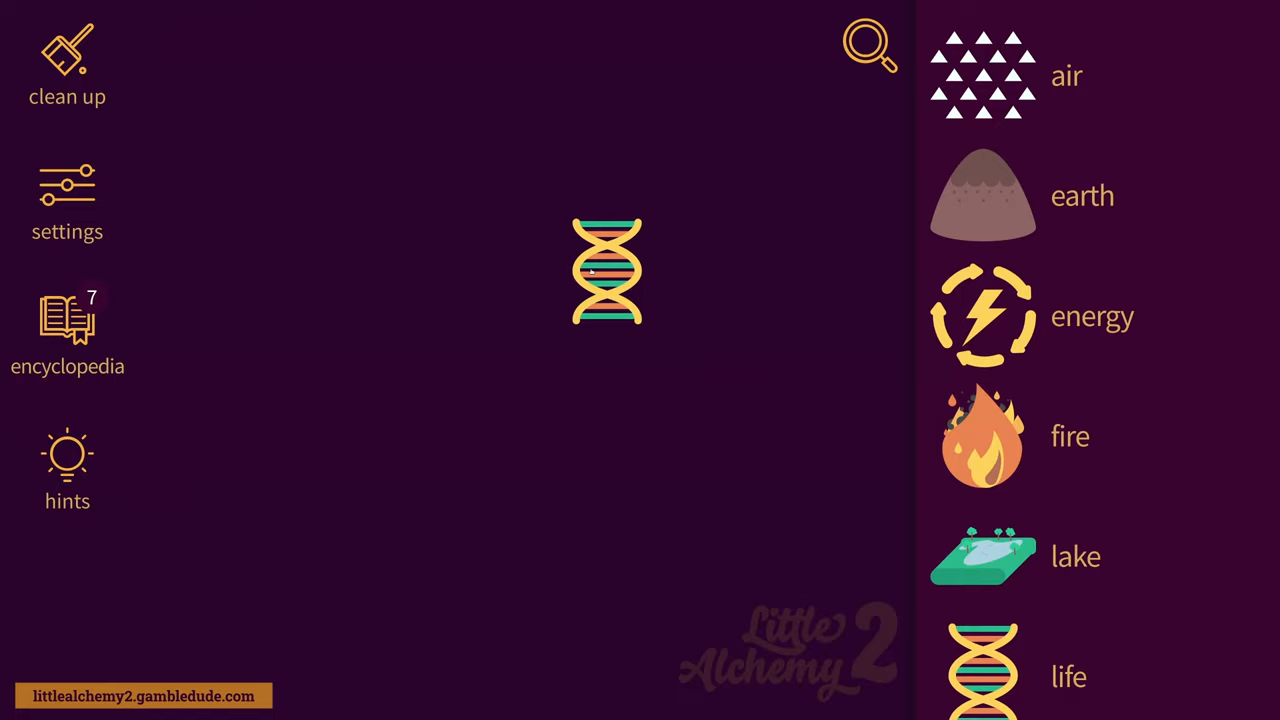 clean up
settings
7
encyclopedia
hints
air
earth
energy
fire
lake
life
Little
Alchemy 2
littlealchemy2.gambledude.com